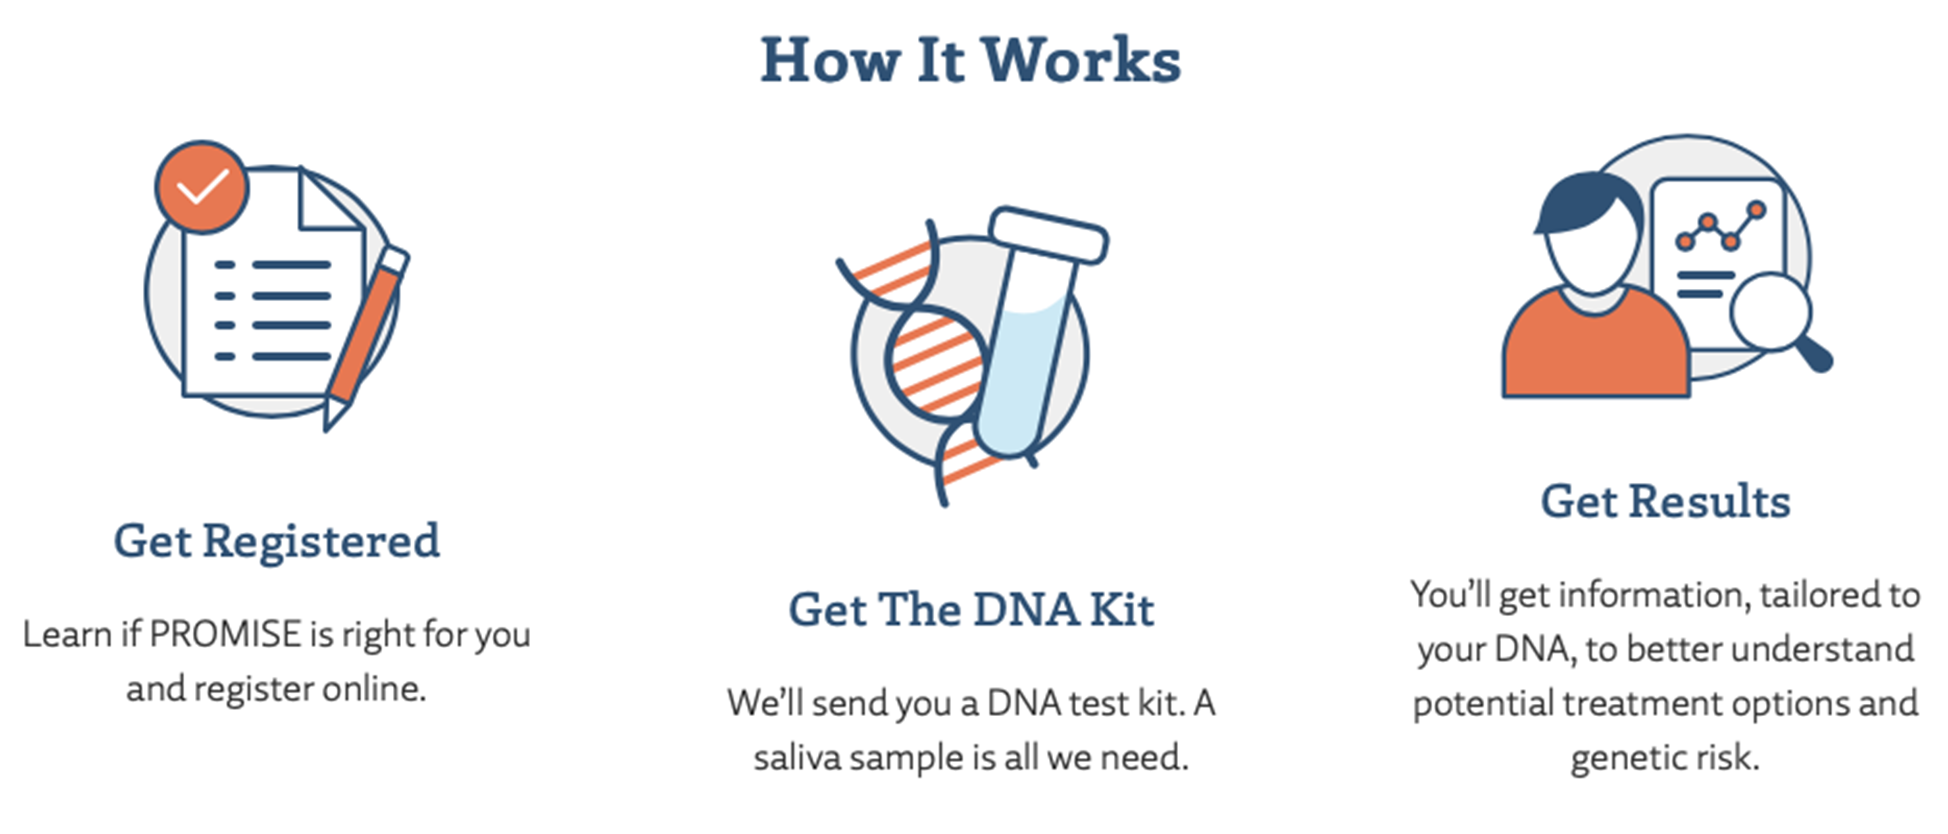 How It Works
Get Registered
Learn if PROMISE is right for you
and register online.
Get The DNA Kit
We'll send you a DNA test kit. A
saliva sample is all we need.
Get Results
You'll get information, tailored to
your DNA, to better understand
potential treatment options and
genetic risk.